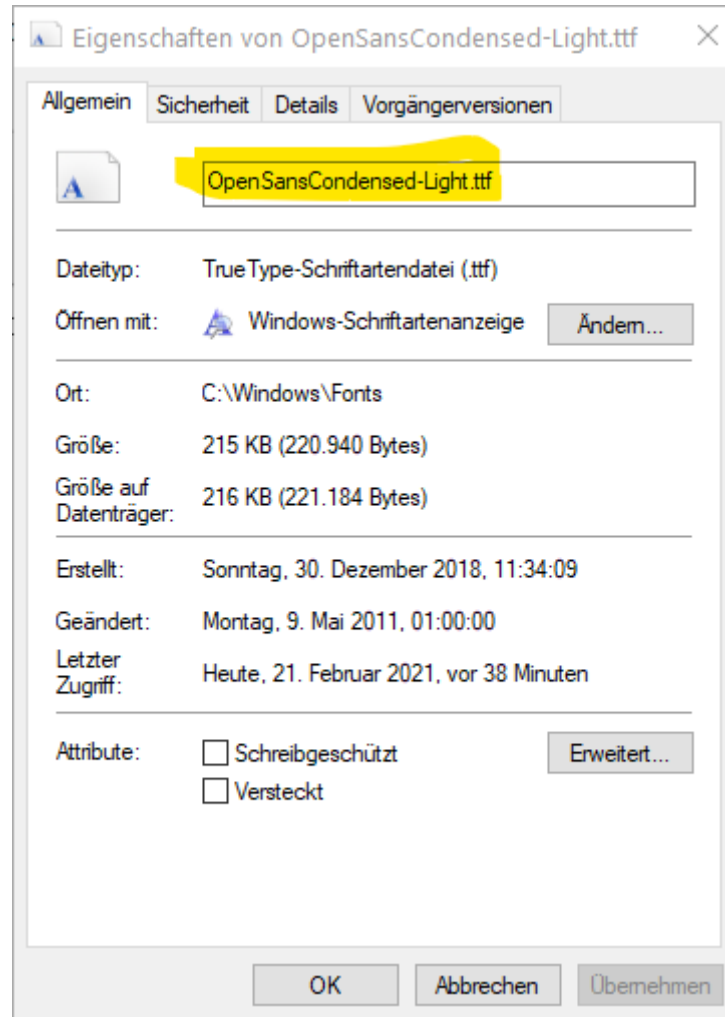 Eigenschaften von OpenSansCondensed-Light.ttf
Allgemein Sicherheit Details Vorgängerversionen
OpenSansCondensed-Light.ttf
Dateityp: TrueType-Schriftartendatei (.ttf)
Öffnen mit: Windows-Schriftartenanzeige Ändern...
Ort: C:\Windows\Fonts
Größe: 215 KB (220.940 Bytes)
Größe auf
Datenträger: 216 KB (221.184 Bytes)
Erstellt: Sonntag, 30. Dezember 2018, 11:34:09
Geändert: Montag, 9. Mai 2011, 01:00:00
Letzter
Zugriff: Heute, 21. Februar 2021, vor 38 Minuten
Attribute: Schreibgeschützt Erweitert...
Versteckt
OK Abbrechen Übernehmen